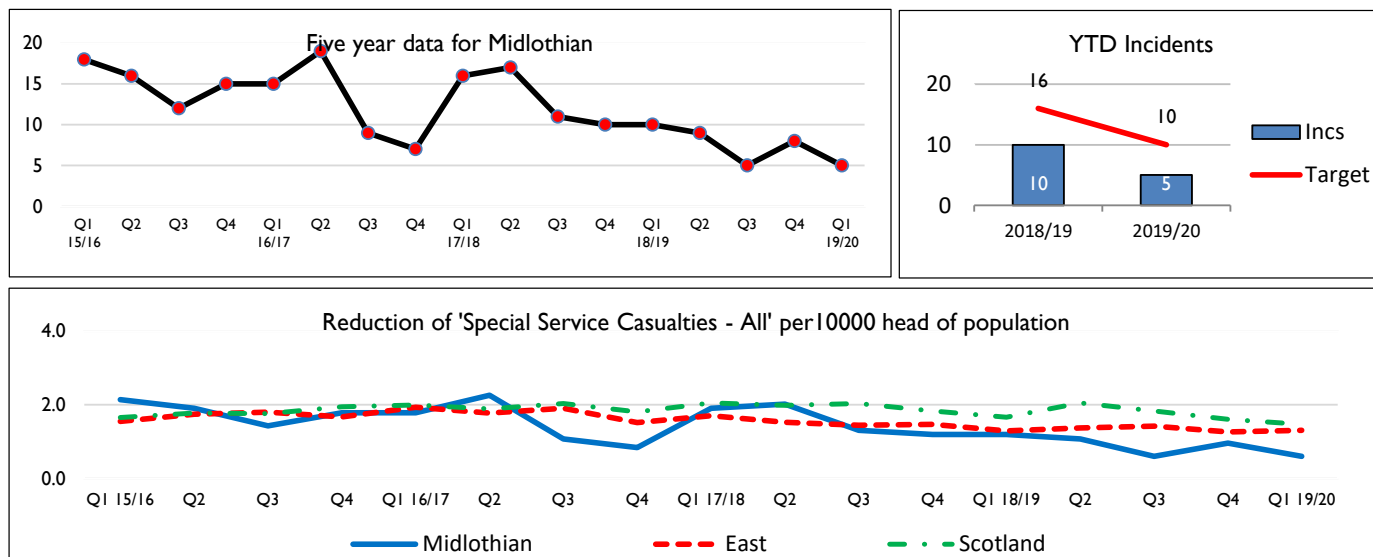 Five year data for Midlothian
20
15
10
5
0
Q1 Q2 Q3 Q4 Q1 Q2 Q3 Q4 Q1 Q2 Q3 Q4 Q1 Q2 Q3 Q4 Q1
15/16 16/17 17/18 18/19 19/20
YTD Incidents
16
20
10
10
10
5
0
2018/19 2019/20
Incs
Target
Reduction of 'Special Service Casualties - All' per10000 head of population
4.0
2.0
0.0
Q1 15/16 Q2 Q3 Q4 Q1 16/17 Q2 Q3 Q4 Q1 17/18 Q2 Q3 Q4 Q1 18/19 Q2 Q3 Q4 Q1 19/20
Midlothian East Scotland